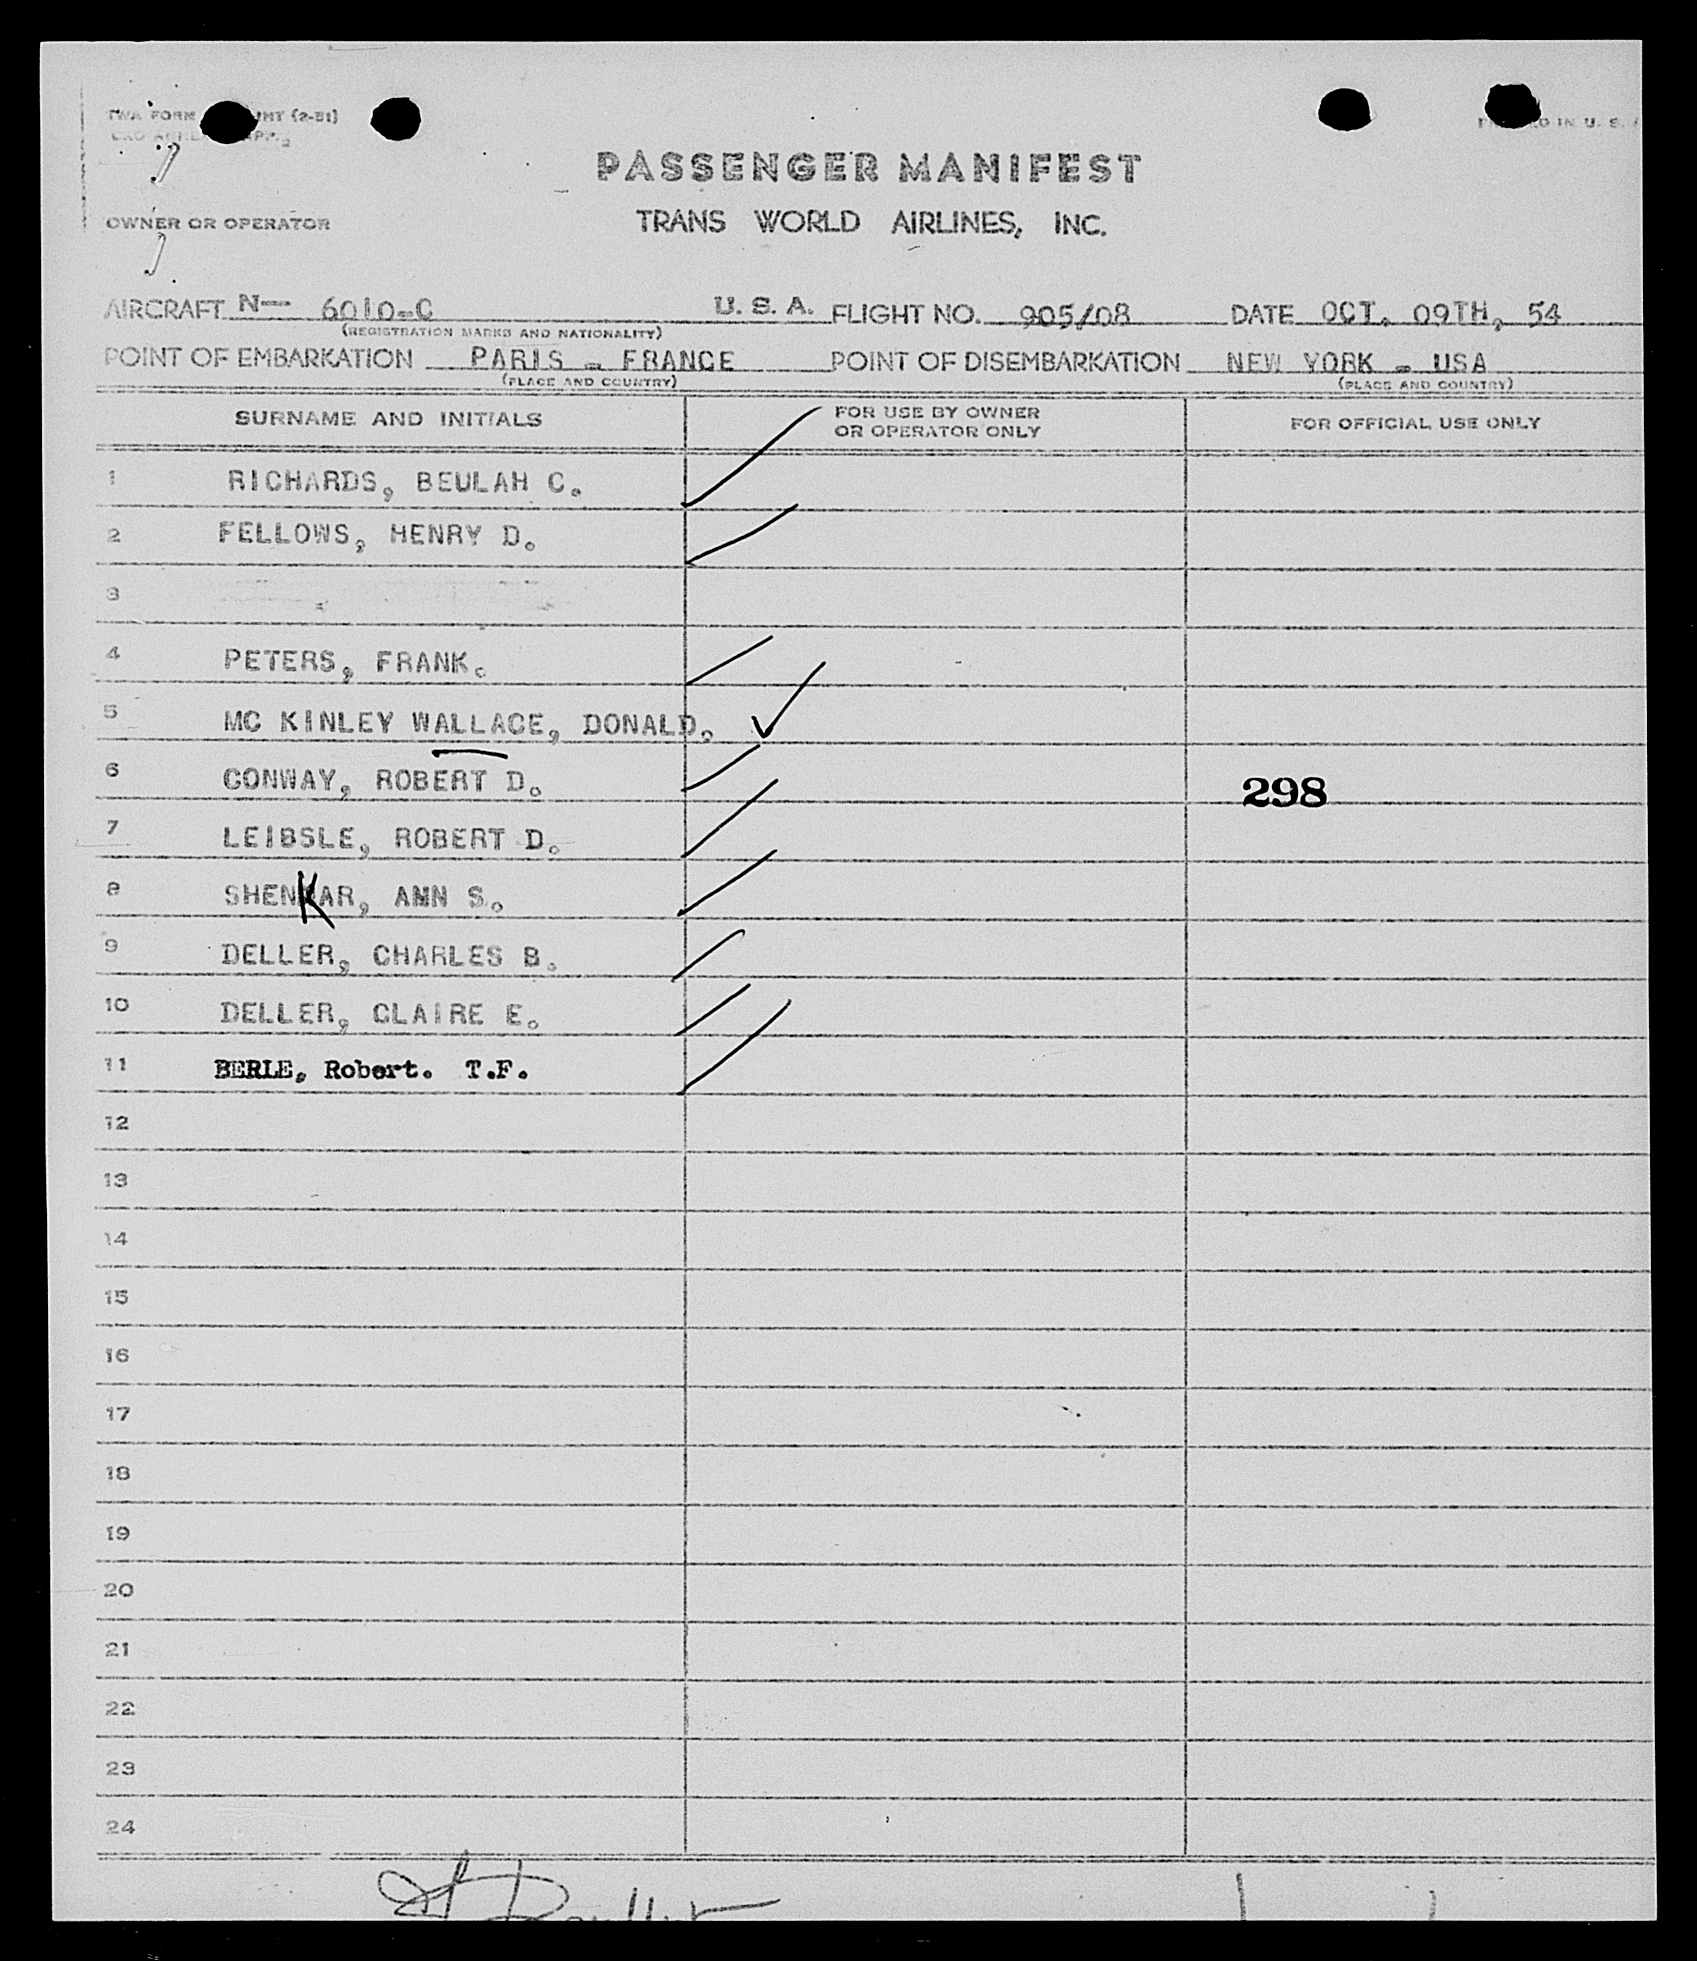 TWA FORM (2-51)
PASSENGER MANIFEST
TRANS WORLD AIRLINES, INC.
OWNER OR OPERATOR
AIRCRAFT N— 6010-C U. S. A. FLIGHT NO. 905/08 DATE OCT. 09TH, 54
(REGISTRATION MARKS AND NATIONALITY)
POINT OF EMBARKATION PARIS - FRANCE POINT OF DISEMBARKATION NEW YORK - USA
(PLACE AND COUNTRY) (PLACE AND COUNTRY)
SURNAME AND INITIALS FOR USE BY OWNER OR OPERATOR ONLY FOR OFFICIAL USE ONLY
1 RICHARDS, BEULAH C.
2 FELLOWS, HENRY D.
3
4 PETERS, FRANK.
5 MC KINLEY WALLACE, DONALD.
6 CONWAY, ROBERT D. 298
7 LEIBSLE, ROBERT D.
8 SHENKAR, ANN S.
9 DELLER, CHARLES B.
10 DELLER, CLAIRE E.
11 BERLE, Robert. T.F.
12
13
14
15
16
17
18
19
20
21
22
23
24